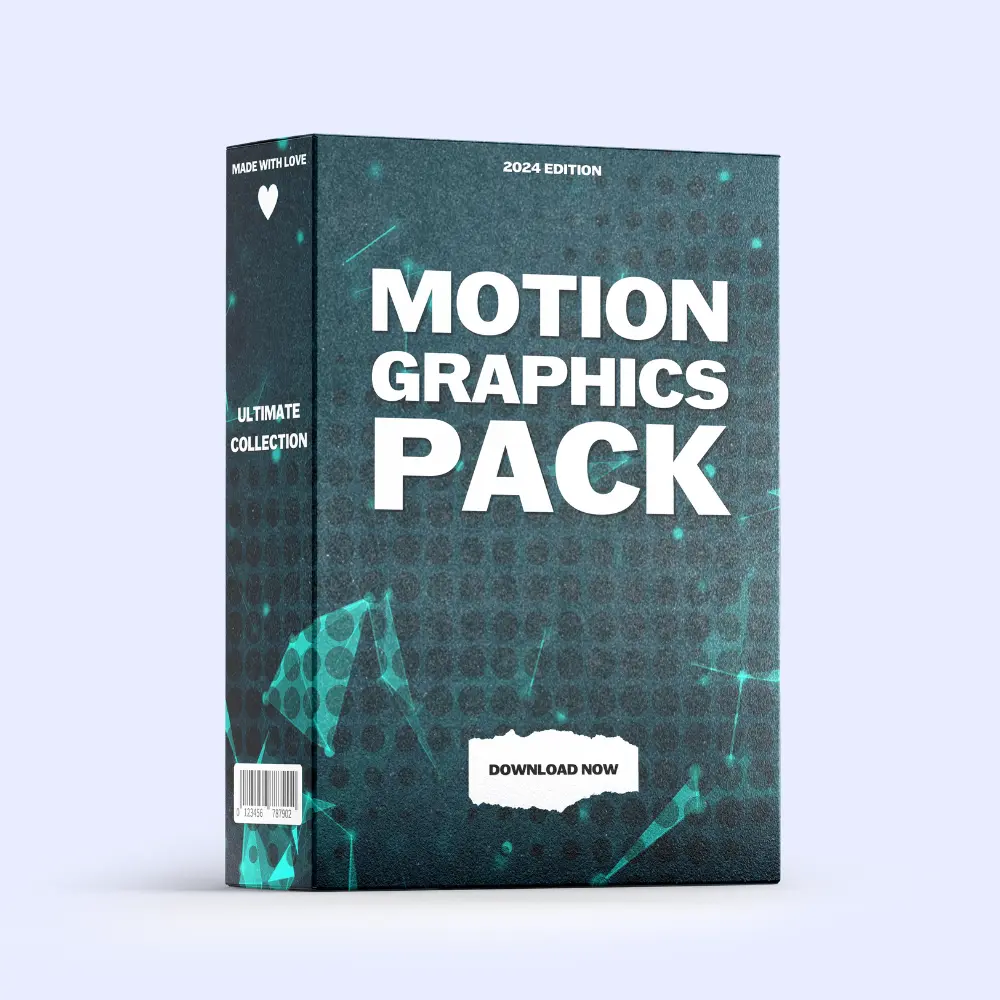 MADE WITH LOVE
ULTIMATE
COLLECTION
0 123456 787902
2024 EDITION
MOTION
GRAPHICS
PACK
DOWNLOAD NOW